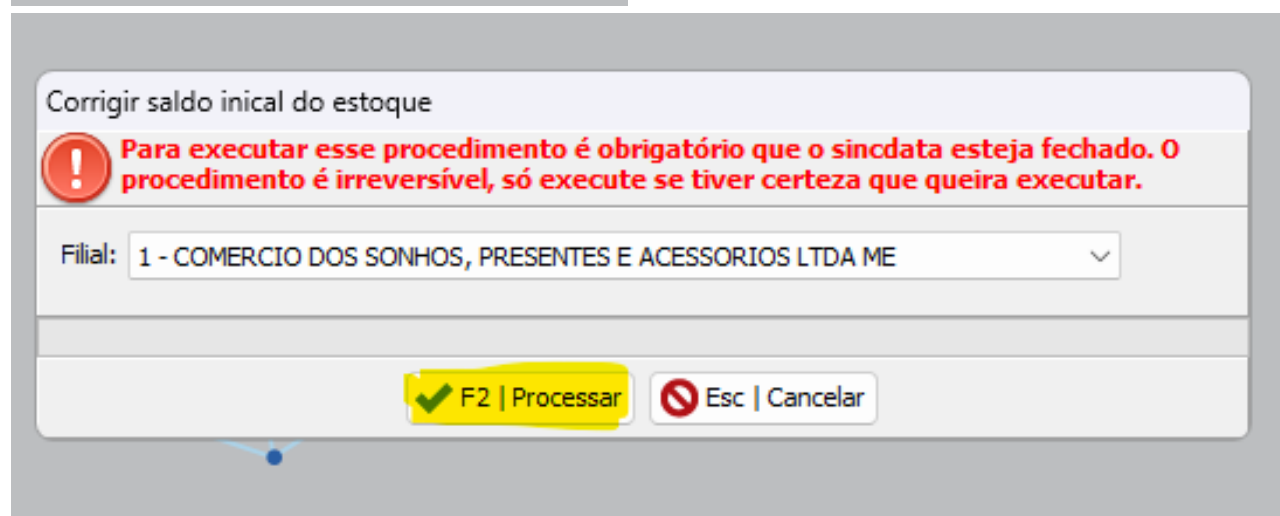 Corrigir saldo inical do estoque
Para executar esse procedimento é obrigatório que o sincdata esteja fechado. O
procedimento é irreversível, só execute se tiver certeza que queira executar.
Filial: 1 - COMERCIO DOS SONHOS, PRESENTES E ACESSORIOS LTDA ME
F2 | Processar Esc | Cancelar